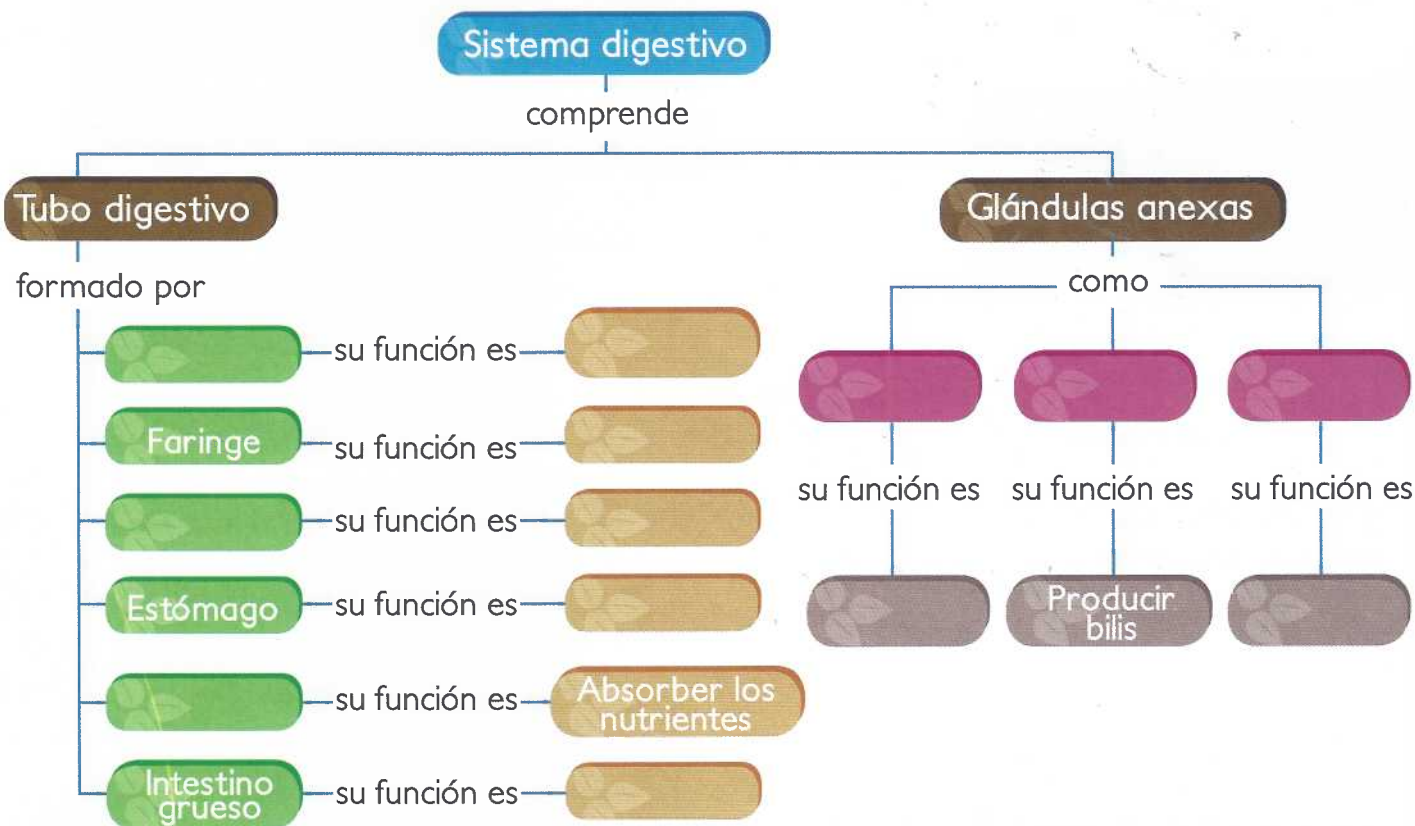 Sistema digestivo
comprende
Tubo digestivo
Glándulas anexas
formado por
como
su función es
Faringe
su función es
su función es
Estómago
su función es
su función es
Absorber los
nutrientes
Intestino
grueso
su función es
su función es
su función es
su función es
Producir
bilis